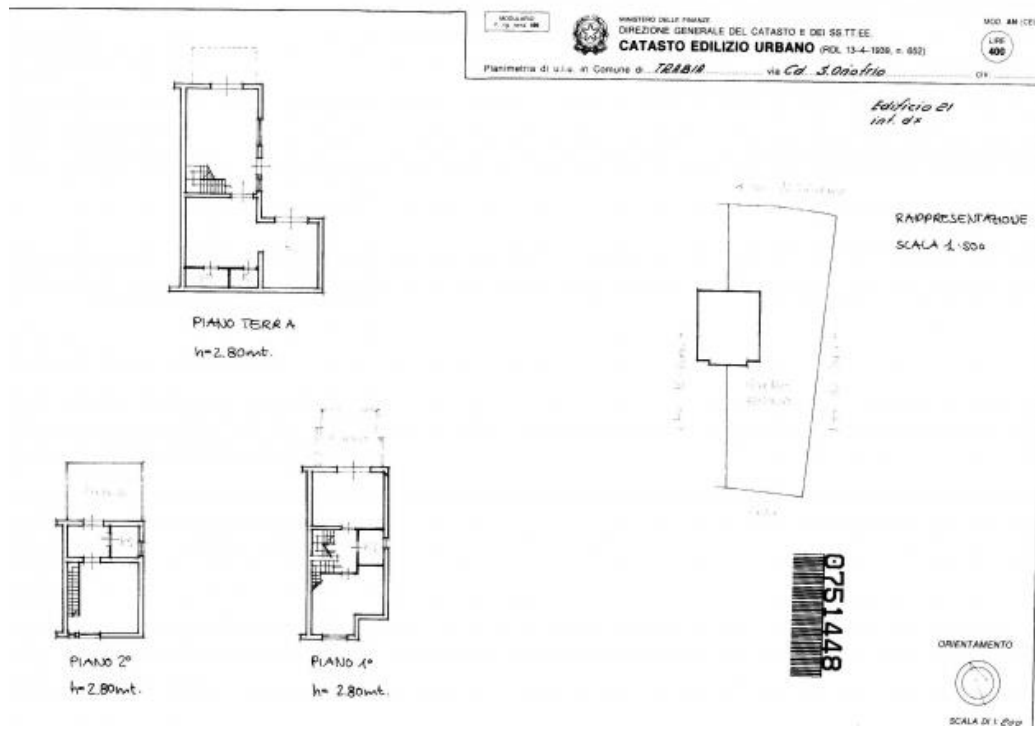 MODULARIO
MINISTERO DELLE FINANZE
DIREZIONE GENERALE DEL CATASTO E DEI SS.TT.EE.
CATASTO EDILIZIO URBANO (RDL 13-4-1939, n. 652)
MOD. AN (CEU)
LIRE
400
Planimetria di u.i.u. in Comune di TRABIA via Cd. S. Onofrio civ.
Edificio E1
int. dx
RAPPRESENTAZIONE
SCALA 1:500
PIANO TERRA
h=2.80mt.
PIANO 2°
h=2.80mt.
PIANO 1°
h= 2.80mt.
0751448
ORIENTAMENTO
SCALA DI 1:200